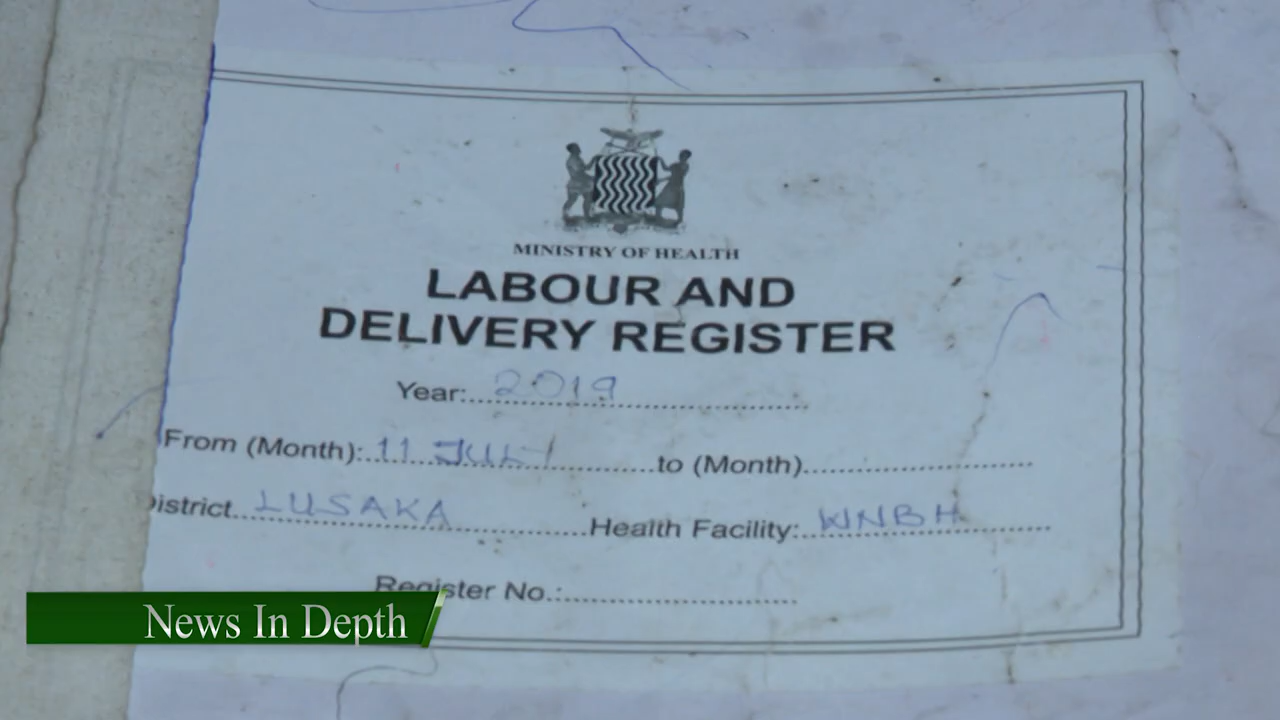 MINISTRY OF HEALTH
LABOUR AND
DELIVERY REGISTER
Year: 2019
From (Month): 11 JULY to (Month)
District LUSAKA Health Facility: WNBH
Register No.:
News In Depth